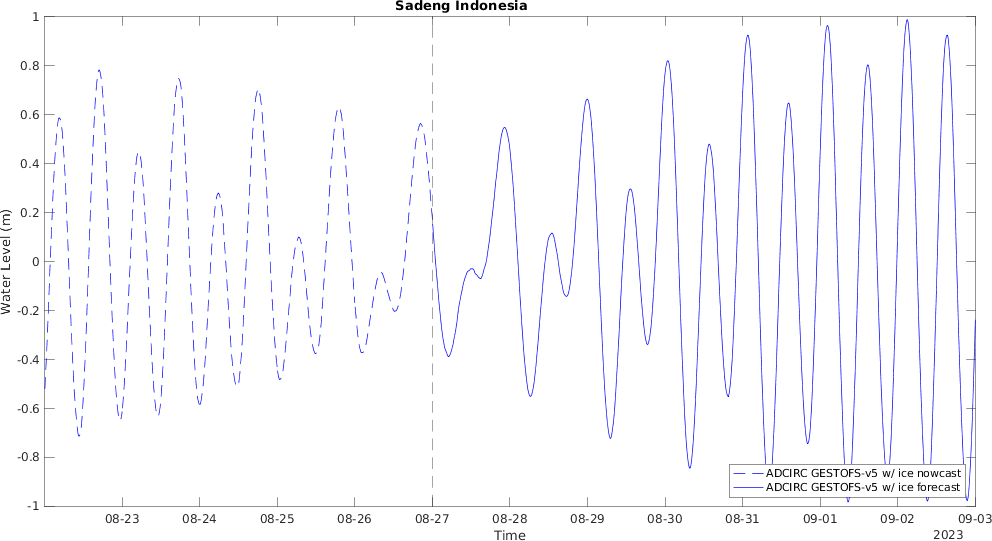 Sadeng Indonesia
Water Level (m)
1
0.8
0.6
0.4
0.2
0
-0.2
-0.4
-0.6
-0.8
-1
ADCIRC GESTOFS-v5 w/ ice nowcast
ADCIRC GESTOFS-v5 w/ ice forecast
08-23 08-24 08-25 08-26 08-27 08-28 08-29 08-30 08-31 09-01 09-02 09-03
Time
2023